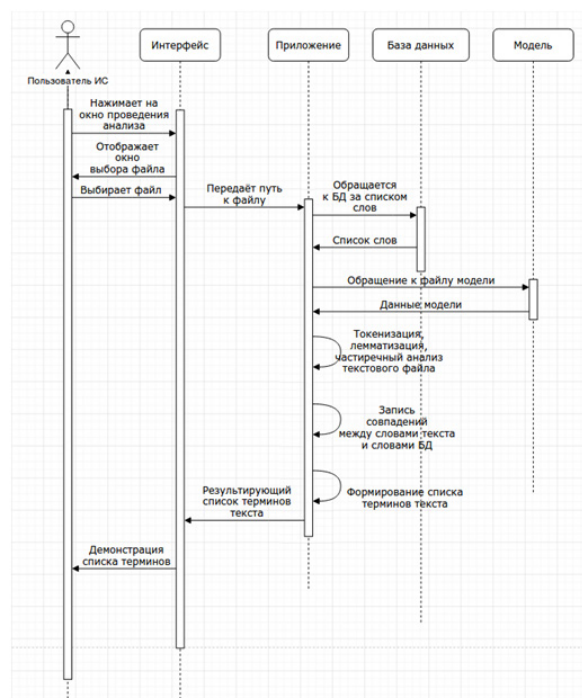 Интерфейс
Приложение
База данных
Модель
Пользователь ИС
Нажимает на
окно проведения
анализа
Отображает
окно
выбора файла
Выбирает файл
Передаёт путь
к файлу
Обращается
к БД за списком
слов
Список слов
Обращение к файлу модели
Данные модели
Токенизация,
лемматизация,
частиречный анализ
текстового файла
Запись
совпадений
между словами текста
и словами БД
Формирование списка
терминов текста
Результирующий
список терминов
текста
Демонстрация
списка терминов